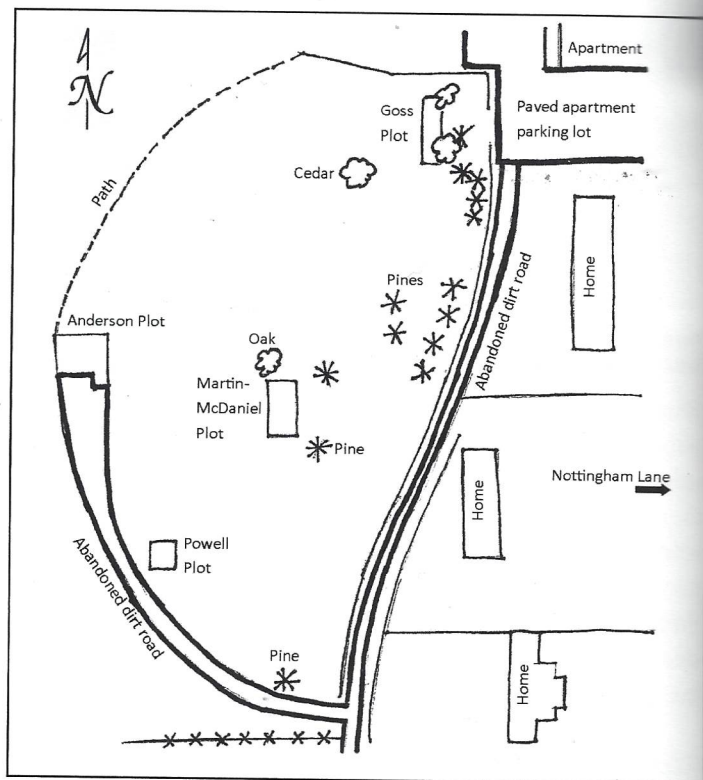 N
Apartment
Goss
Plot
Paved apartment
parking lot
Cedar
Path
Home
Pines
Abandoned dirt road
Anderson Plot
Oak
Martin-
McDaniel
Plot
Pine
Nottingham Lane
Home
Powell
Plot
Abandoned dirt road
Pine
Home